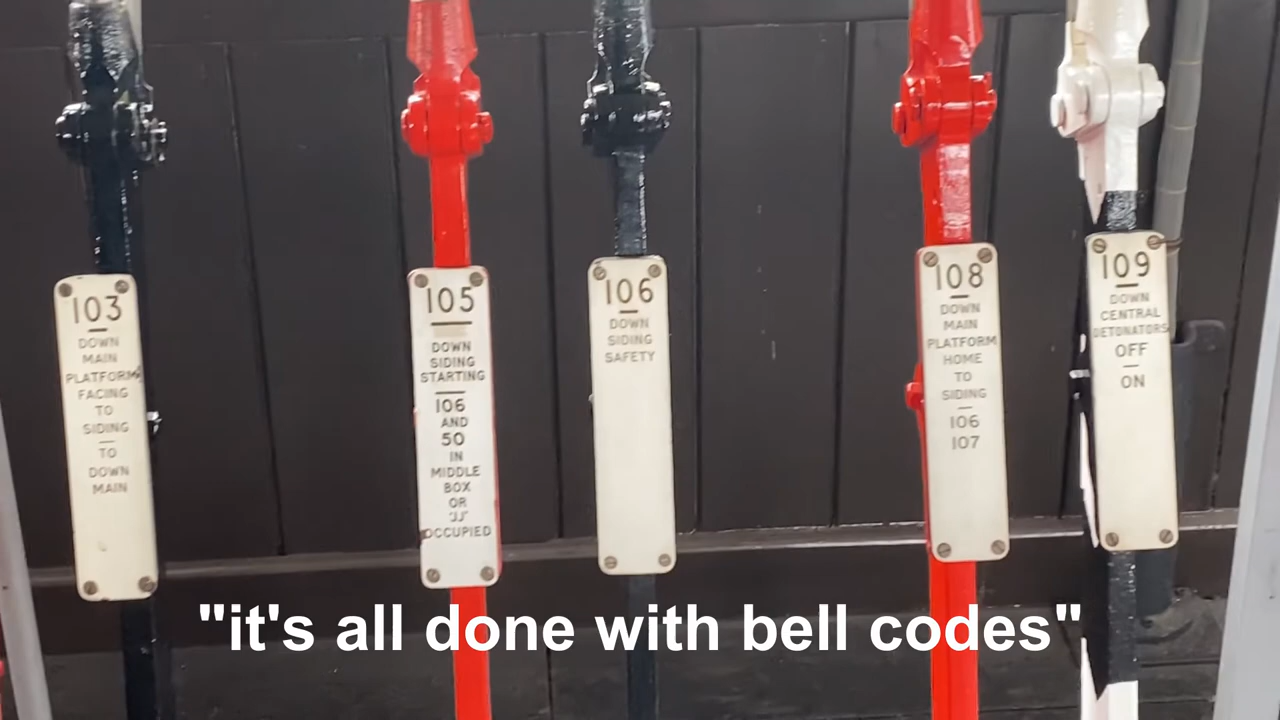 103
DOWN
MAIN
PLATFORM
FACING
TO
SIDING
TO
DOWN
MAIN
105
DOWN
SIDING
STARTING
106
AND
50
IN
MIDDLE
BOX
OR
'JJ'
OCCUPIED
106
DOWN
SIDING
SAFETY
108
DOWN
MAIN
PLATFORM
HOME
TO
SIDING
106
107
109
DOWN
CENTRAL
DETONATORS
OFF
ON
"it's all done with bell codes"